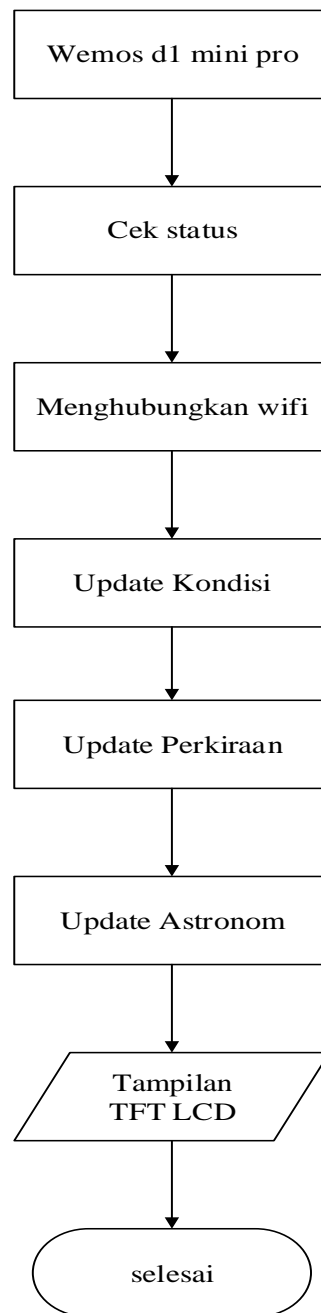 Wemos d1 mini pro
Cek status
Menghubungkan wifi
Update Kondisi
Update Perkiraan
Update Astronom
Tampilan
TFT LCD
selesai